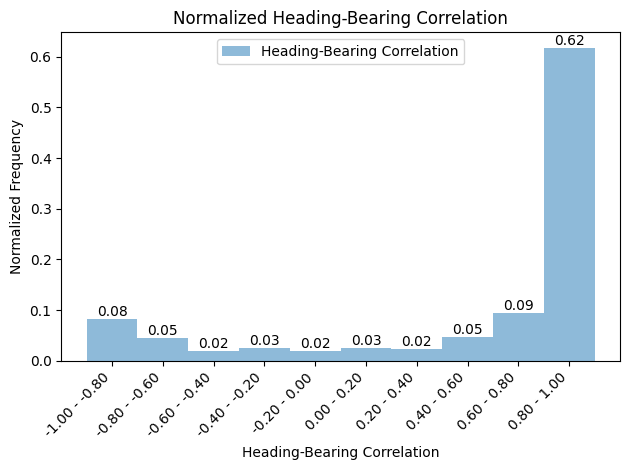 Normalized Heading-Bearing Correlation
Heading-Bearing Correlation
Normalized Frequency
0.6
0.5
0.4
0.3
0.2
0.1
0.0
0.08
0.05
0.02
0.03
0.02
0.03
0.02
0.05
0.09
0.62
-1.00 - -0.80
-0.80 - -0.60
-0.60 - -0.40
-0.40 - -0.20
-0.20 - 0.00
0.00 - 0.20
0.20 - 0.40
0.40 - 0.60
0.60 - 0.80
0.80 - 1.00
Heading-Bearing Correlation